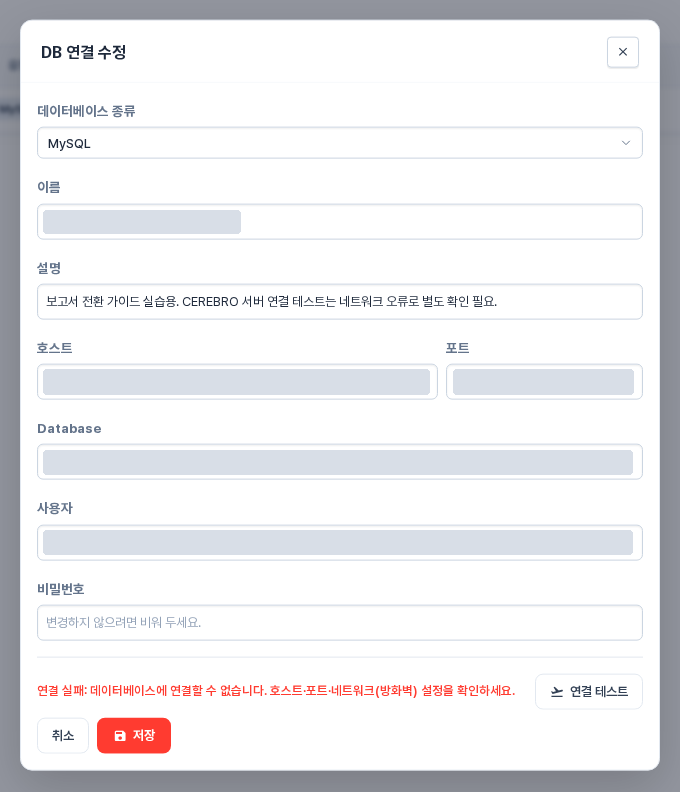 DB 연결 수정
데이터베이스 종류
MySQL
이름
설명
보고서 전환 가이드 실습용. CEREBRO 서버 연결 테스트는 네트워크 오류로 별도 확인 필요.
호스트
포트
Database
사용자
비밀번호
변경하지 않으려면 비워 두세요.
연결 실패: 데이터베이스에 연결할 수 없습니다. 호스트·포트·네트워크(방화벽) 설정을 확인하세요.
연결 테스트
취소
저장